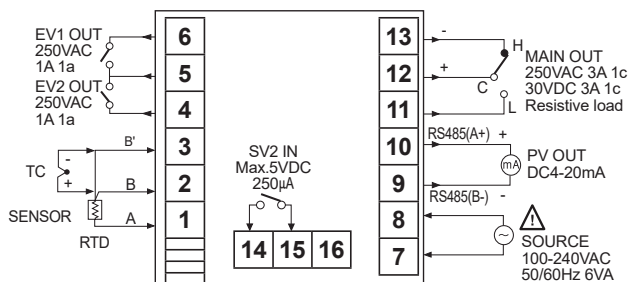 EV1 OUT
250VAC
1A 1a
EV2 OUT
250VAC
1A 1a
6
5
4
3
2
1
B'
B
A
TC
-
+
SENSOR
RTD
SV2 IN
Max.5VDC
250µA
14 15 16
13
12
11
10
9
8
7
-
+
H
C
L
MAIN OUT
250VAC 3A 1c
30VDC 3A 1c
Resistive load
RS485(A+) +
mA
PV OUT
DC4-20mA
RS485(B-) -
~
!
SOURCE
100-240VAC
50/60Hz 6VA